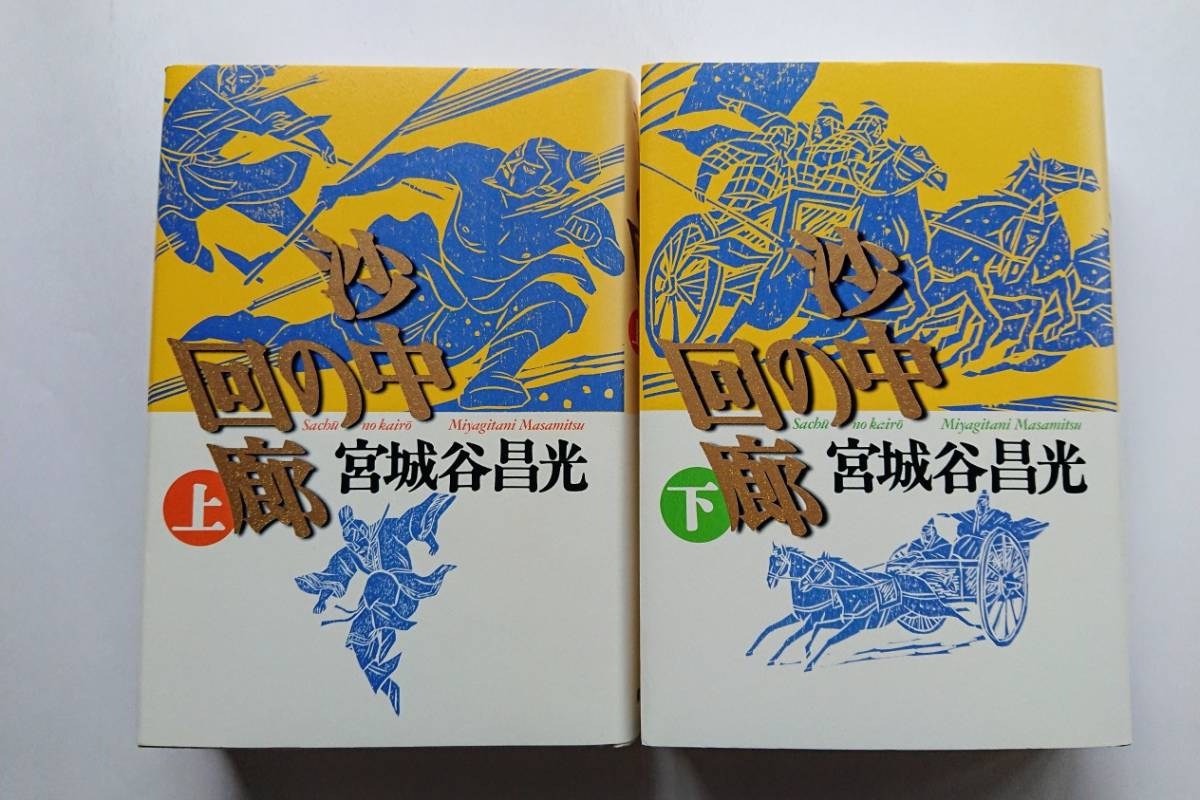 沙中の回廊
Sachū no kairō
Miyagitani Masamitsu
宮城谷昌光
上
沙中の回廊
Sachū no kairō
Miyagitani Masamitsu
宮城谷昌光
下